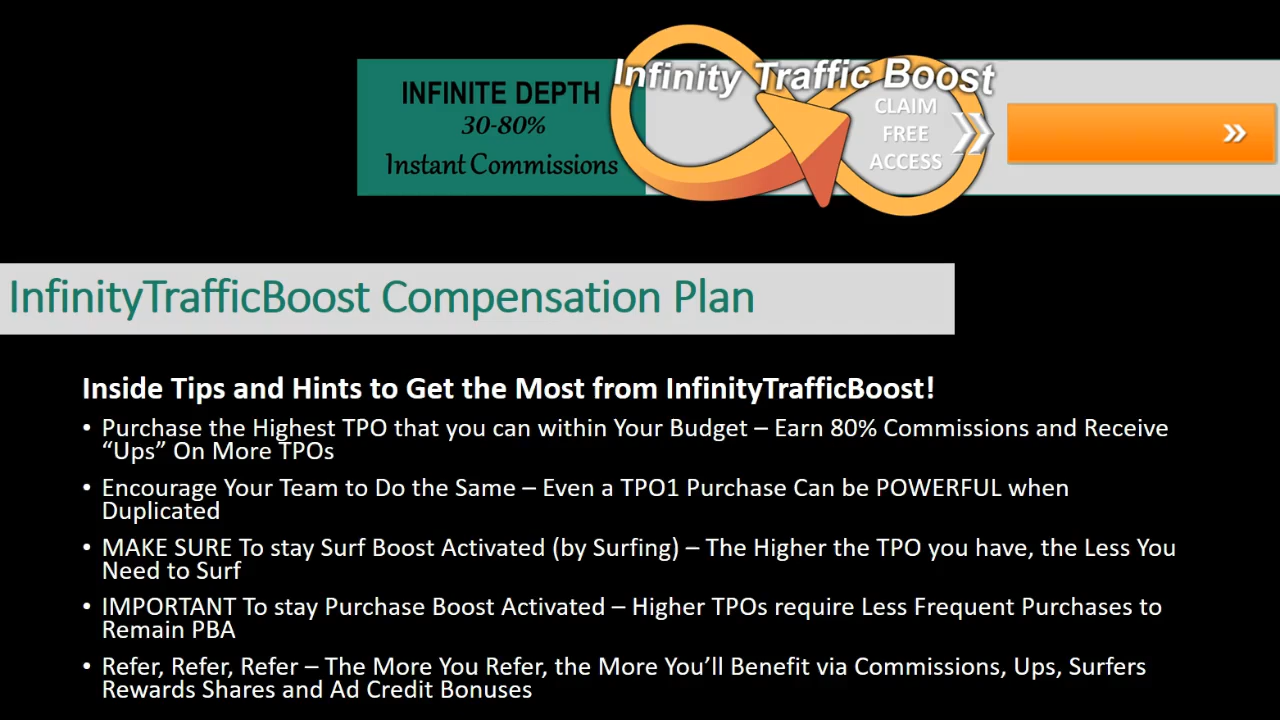 INFINITE DEPTH
30-80%
Instant Commissions
Infinity Traffic Boost
CLAIM
FREE
ACCESS
InfinityTrafficBoost Compensation Plan
Inside Tips and Hints to Get the Most from InfinityTrafficBoost!
• Purchase the Highest TPO that you can within Your Budget – Earn 80% Commissions and Receive
“Ups” On More TPOs
• Encourage Your Team to Do the Same – Even a TPO1 Purchase Can be POWERFUL when
Duplicated
• MAKE SURE To stay Surf Boost Activated (by Surfing) – The Higher the TPO you have, the Less You
Need to Surf
• IMPORTANT To stay Purchase Boost Activated – Higher TPOs require Less Frequent Purchases to
Remain PBA
• Refer, Refer, Refer – The More You Refer, the More You’ll Benefit via Commissions, Ups, Surfers
Rewards Shares and Ad Credit Bonuses